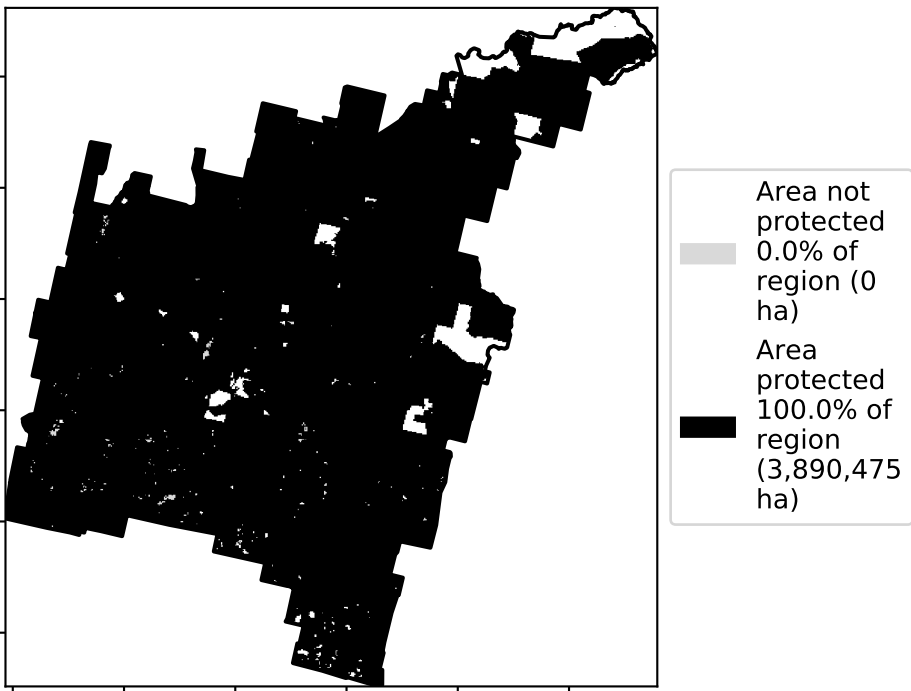 Area not
protected
0.0% of
region (0
ha)
Area
protected
100.0% of
region
(3,890,475
ha)